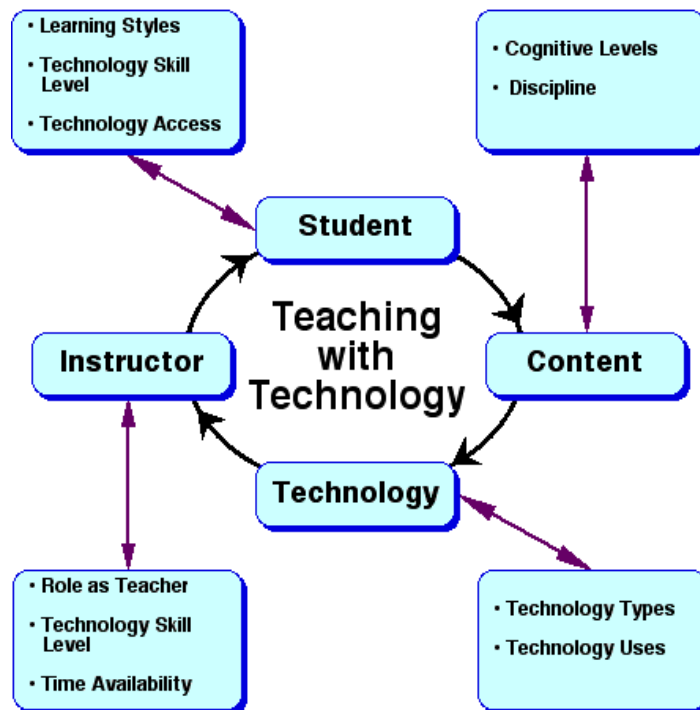 • Learning Styles
• Technology Skill
Level
• Technology Access
• Cognitive Levels
• Discipline
Student
Teaching
with
Technology
Instructor
Content
Technology
• Role as Teacher
• Technology Skill
Level
• Time Availability
• Technology Types
• Technology Uses